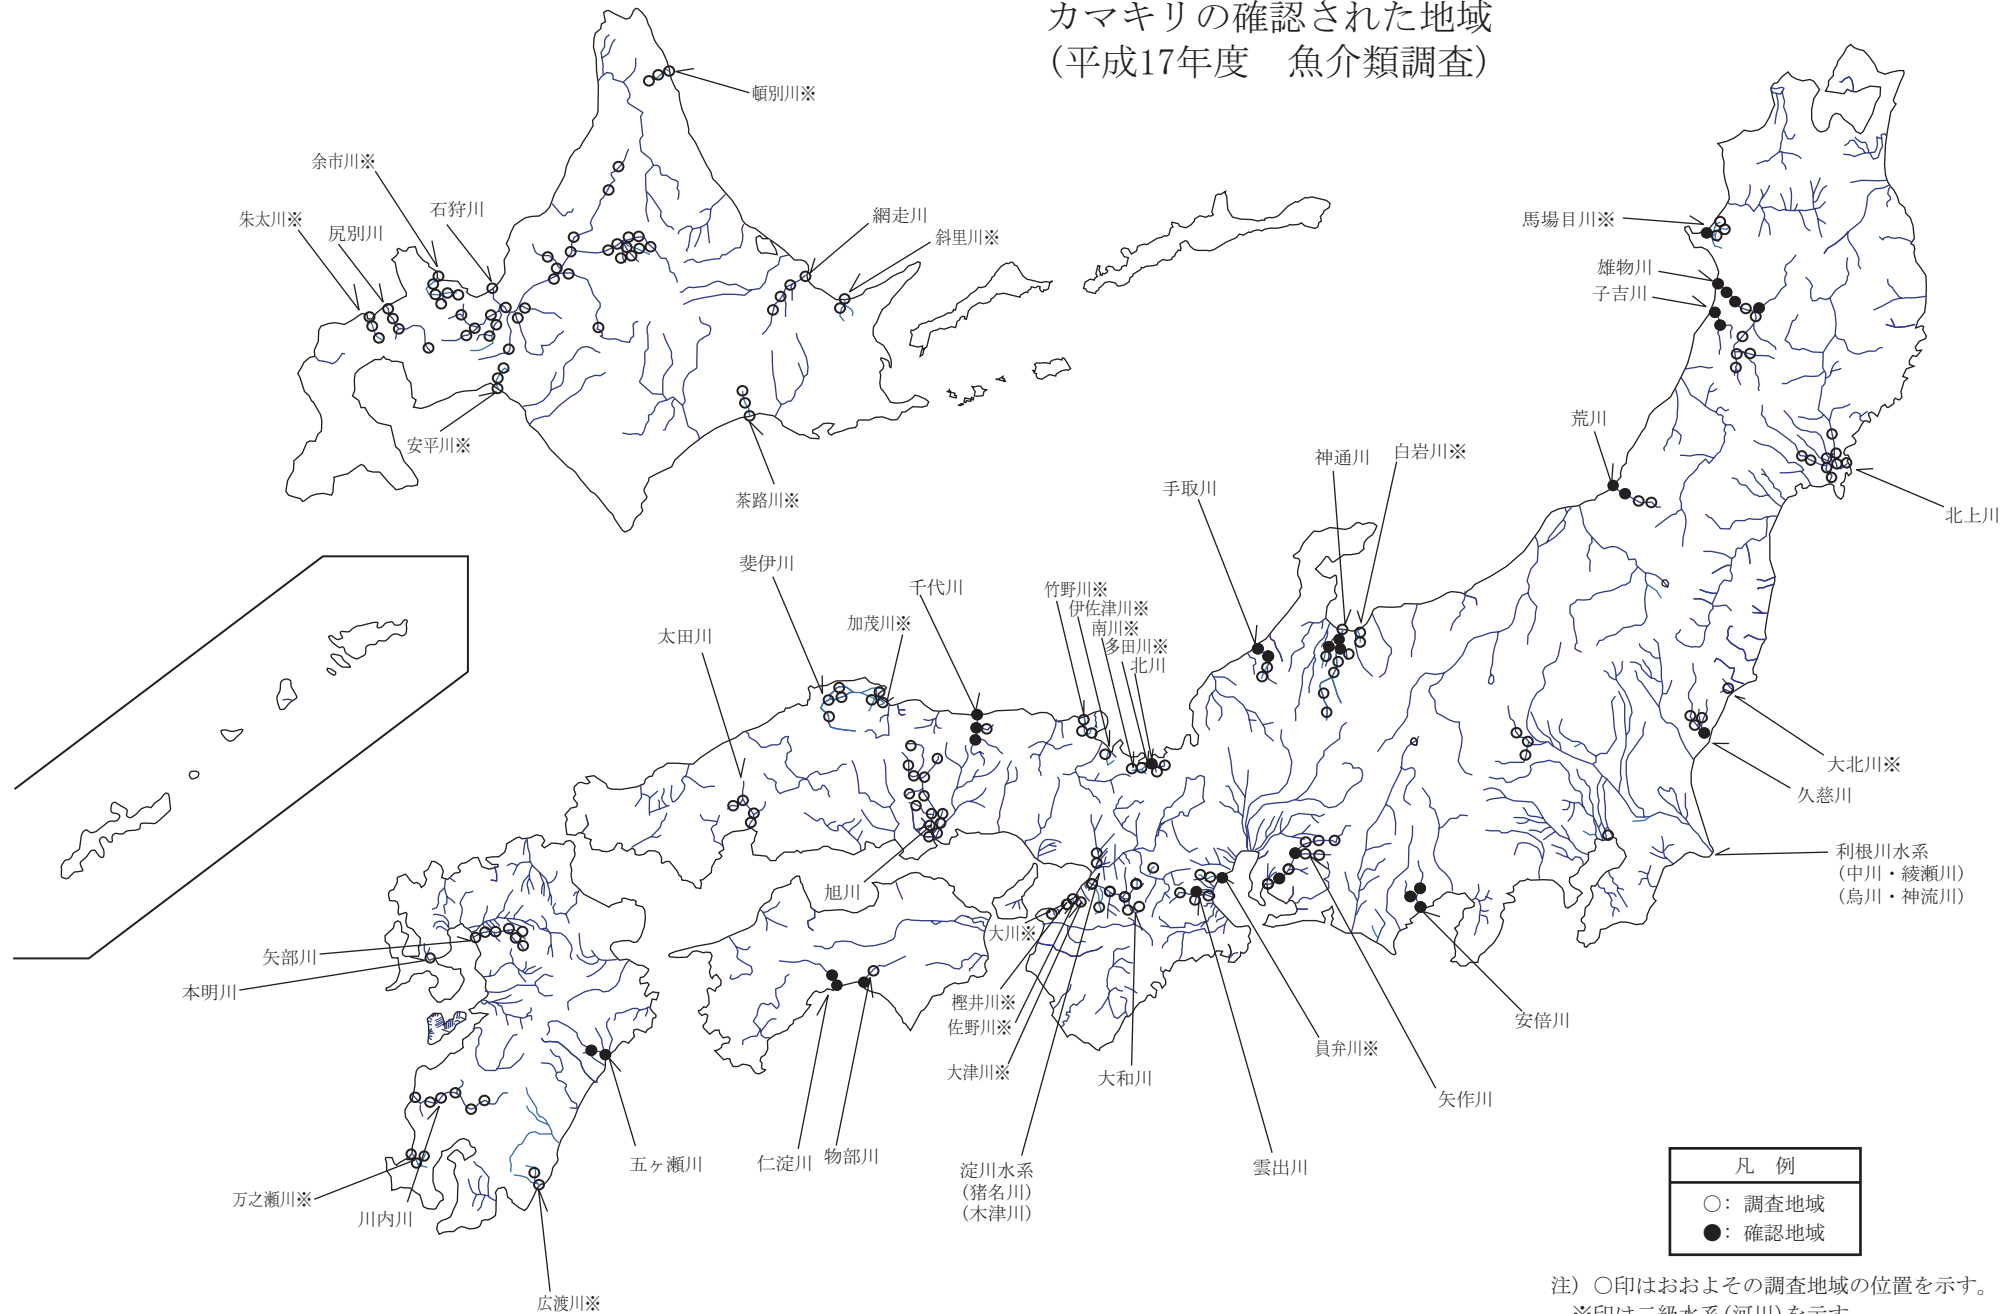 カマキリの確認された地域
(平成17年度　魚介類調査)
頓別川※
余市川※
石狩川
朱太川※
尻別川
網走川
斜里川※
安平川※
茶路川※
馬場目川※
雄物川
子吉川
荒川
北上川
白岩川※
神通川
手取川
斐伊川
千代川
加茂川※
太田川
竹野川※
伊佐津川※
南川※
多田川※
北川
大北川※
久慈川
利根川水系
(中川・綾瀬川)
(烏川・神流川)
旭川
大川※
矢部川
本明川
樫井川※
佐野川※
大津川※
大和川
安倍川
員弁川※
矢作川
雲出川
五ヶ瀬川
仁淀川
物部川
淀川水系
(猪名川)
(木津川)
万之瀬川※
川内川
広渡川※
凡　例
○：調査地域
●：確認地域
注）○印はおおよその調査地域の位置を示す。
※印は二級水系(河川)を示す。